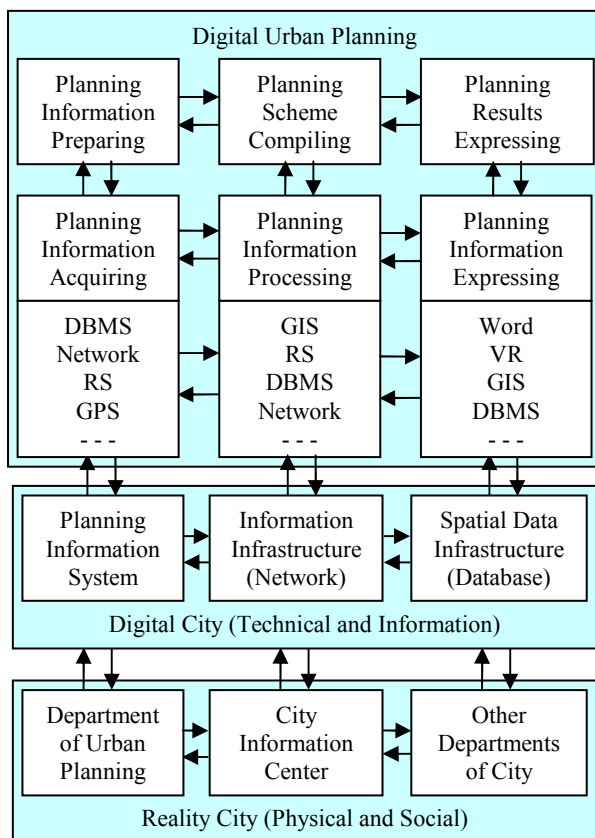 Digital Urban Planning
Planning
Information
Preparing
Planning
Scheme
Compiling
Planning
Results
Expressing
Planning
Information
Acquiring
Planning
Information
Processing
Planning
Information
Expressing
DBMS
Network
RS
GPS
- - -
GIS
RS
DBMS
Network
- - -
Word
VR
GIS
DBMS
- - -
Planning
Information
System
Information
Infrastructure
(Network)
Spatial Data
Infrastructure
(Database)
Digital City (Technical and Information)
Department
of Urban
Planning
City
Information
Center
Other
Departments
of City
Reality City (Physical and Social)